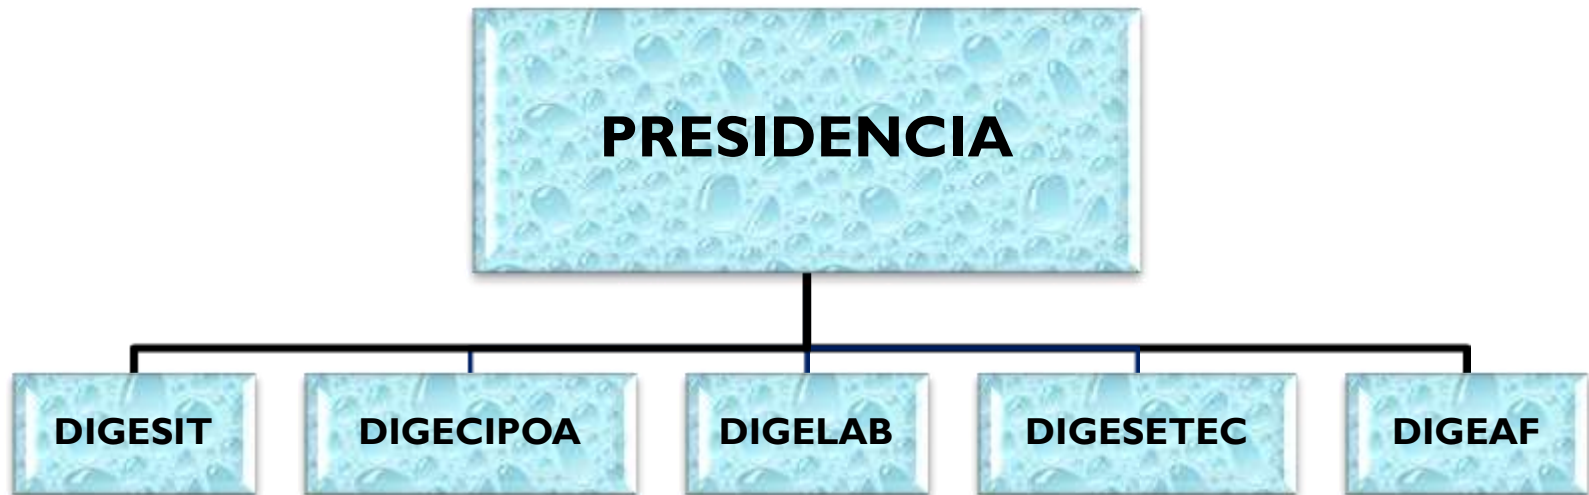 PRESIDENCIA
DIGESIT
DIGECIPOA
DIGELAB
DIGESETEC
DIGEAF